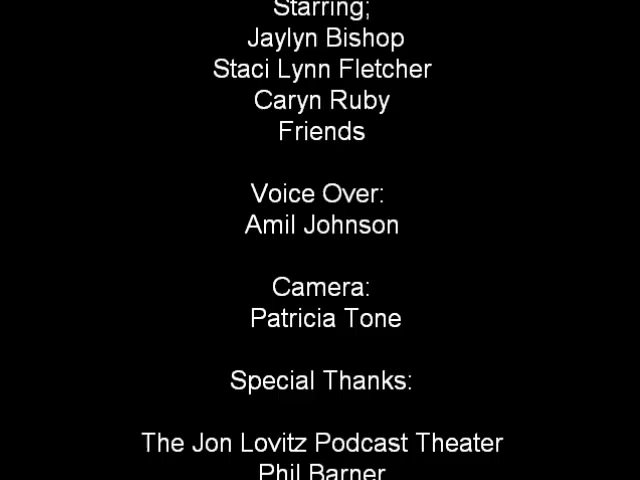 Starring;
Jaylyn Bishop
Staci Lynn Fletcher
Caryn Ruby
Friends
Voice Over:
Amil Johnson
Camera:
Patricia Tone
Special Thanks:
The Jon Lovitz Podcast Theater
Phil Barner